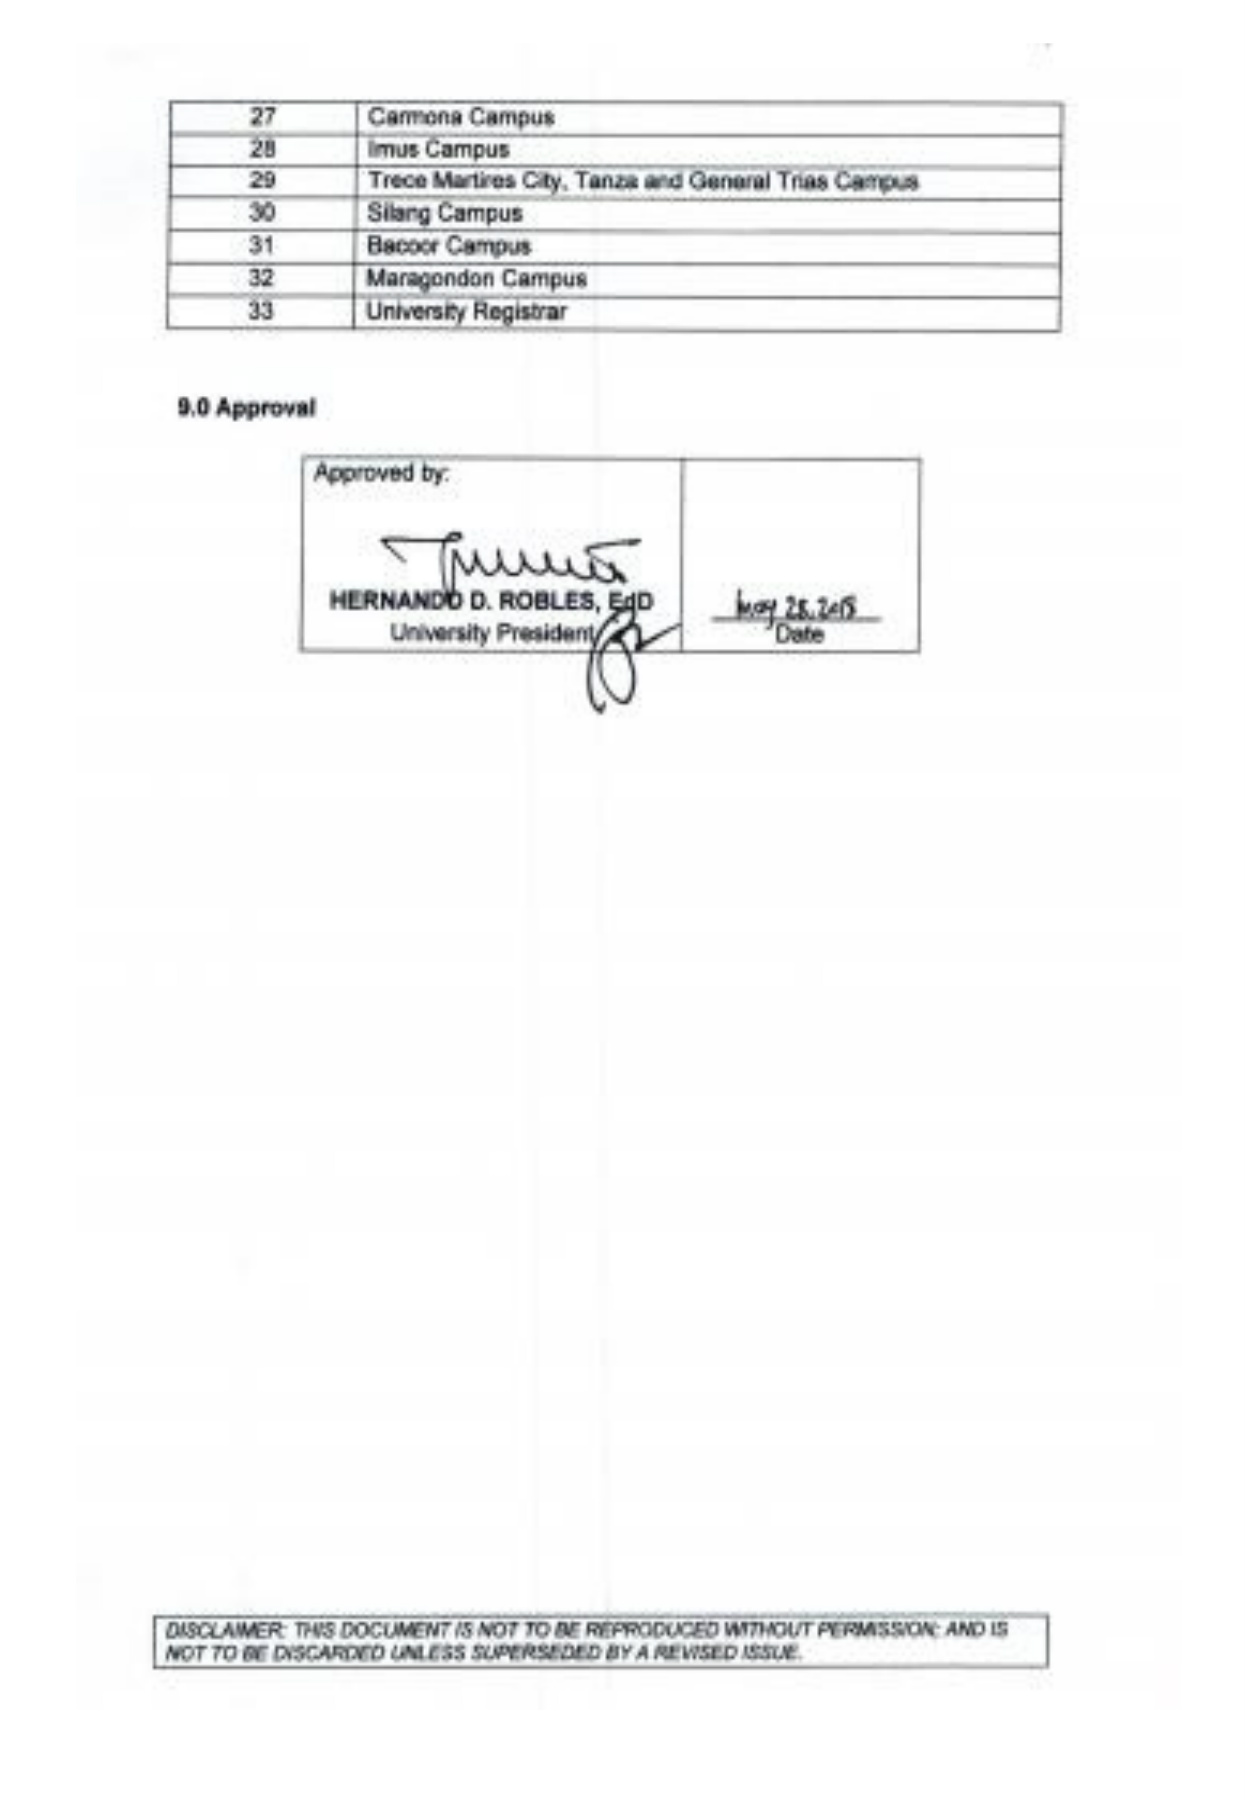 27 Carmona Campus
28 Imus Campus
29 Trece Martires City, Tanza and General Trias Campus
30 Silang Campus
31 Bacoor Campus
32 Maragondon Campus
33 University Registrar
9.0 Approval
Approved by:
HERNANDO D. ROBLES, EdD
University President
May 28, 2018
Date
DISCLAIMER: THIS DOCUMENT IS NOT TO BE REPRODUCED WITHOUT PERMISSION; AND IS
NOT TO BE DISCARDED UNLESS SUPERSEDED BY A REVISED ISSUE.